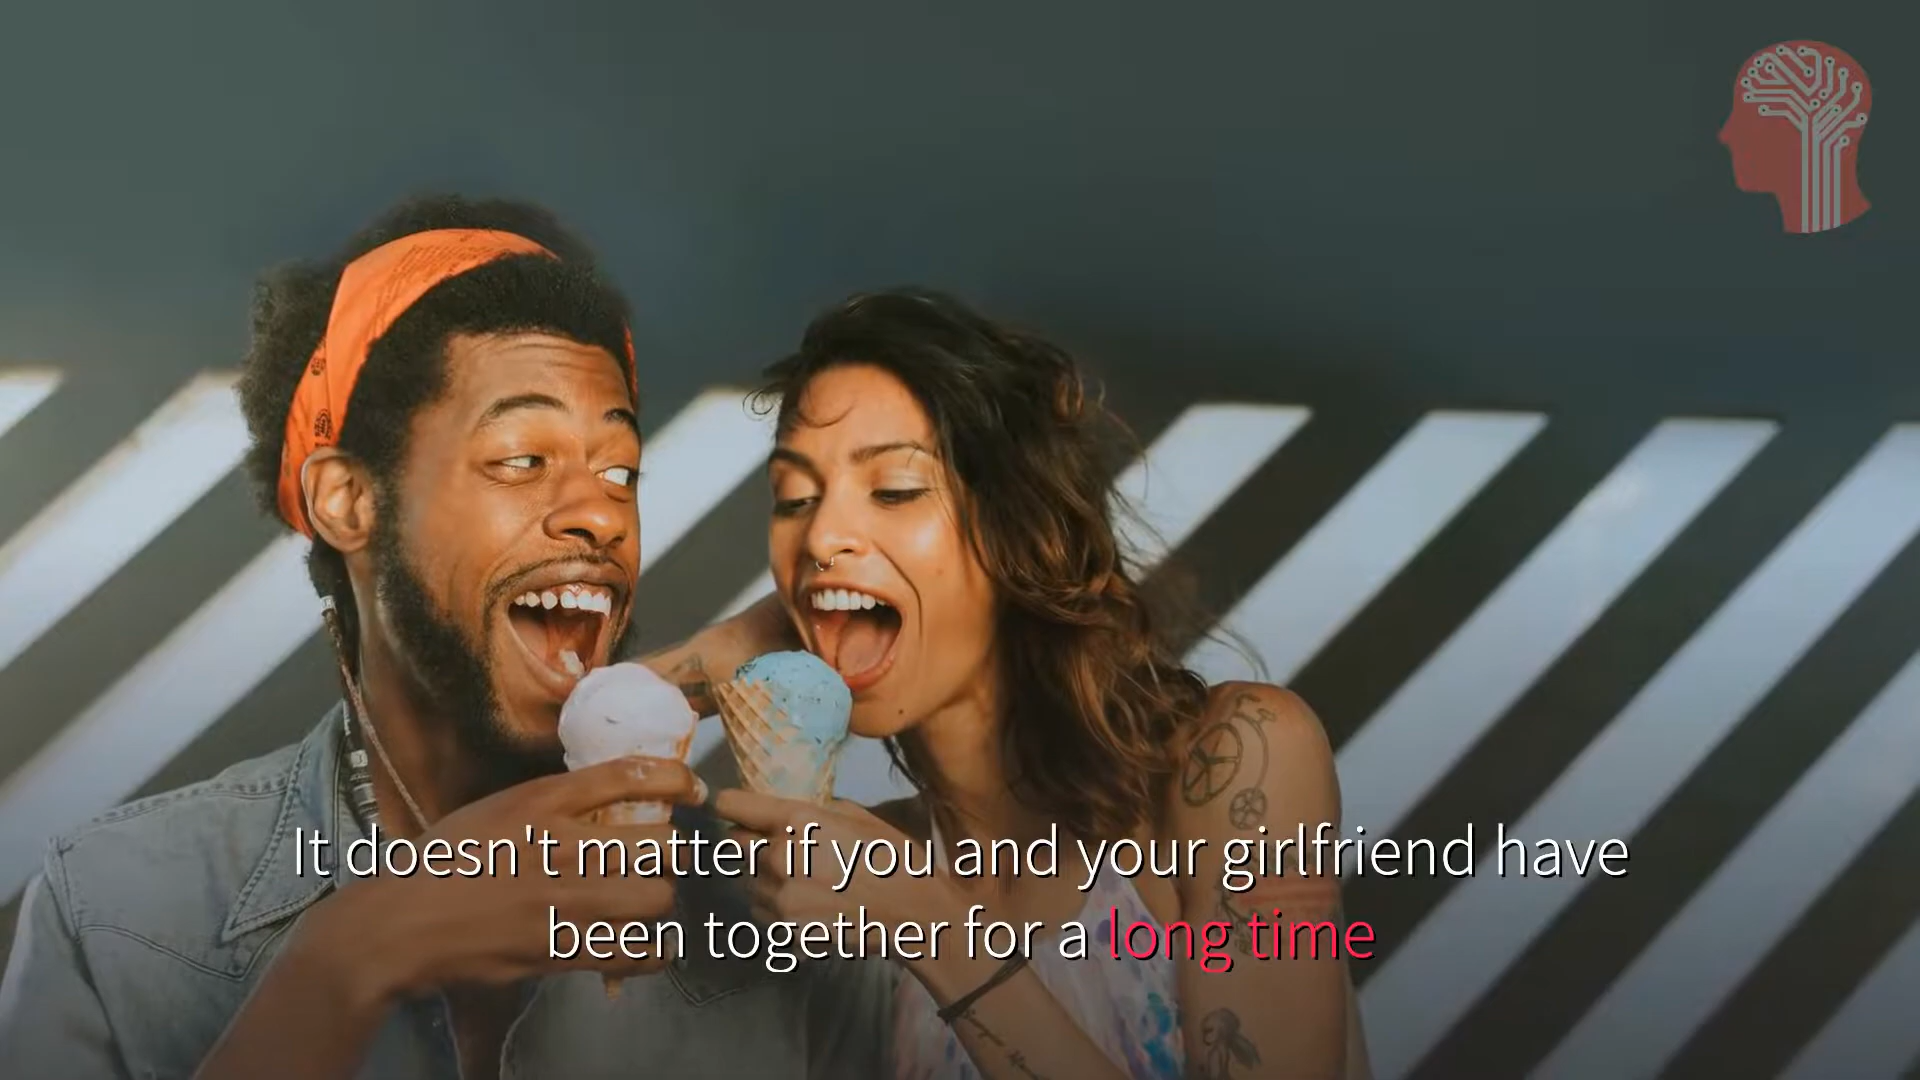 It doesn't matter if you and your girlfriend have
been together for a long time